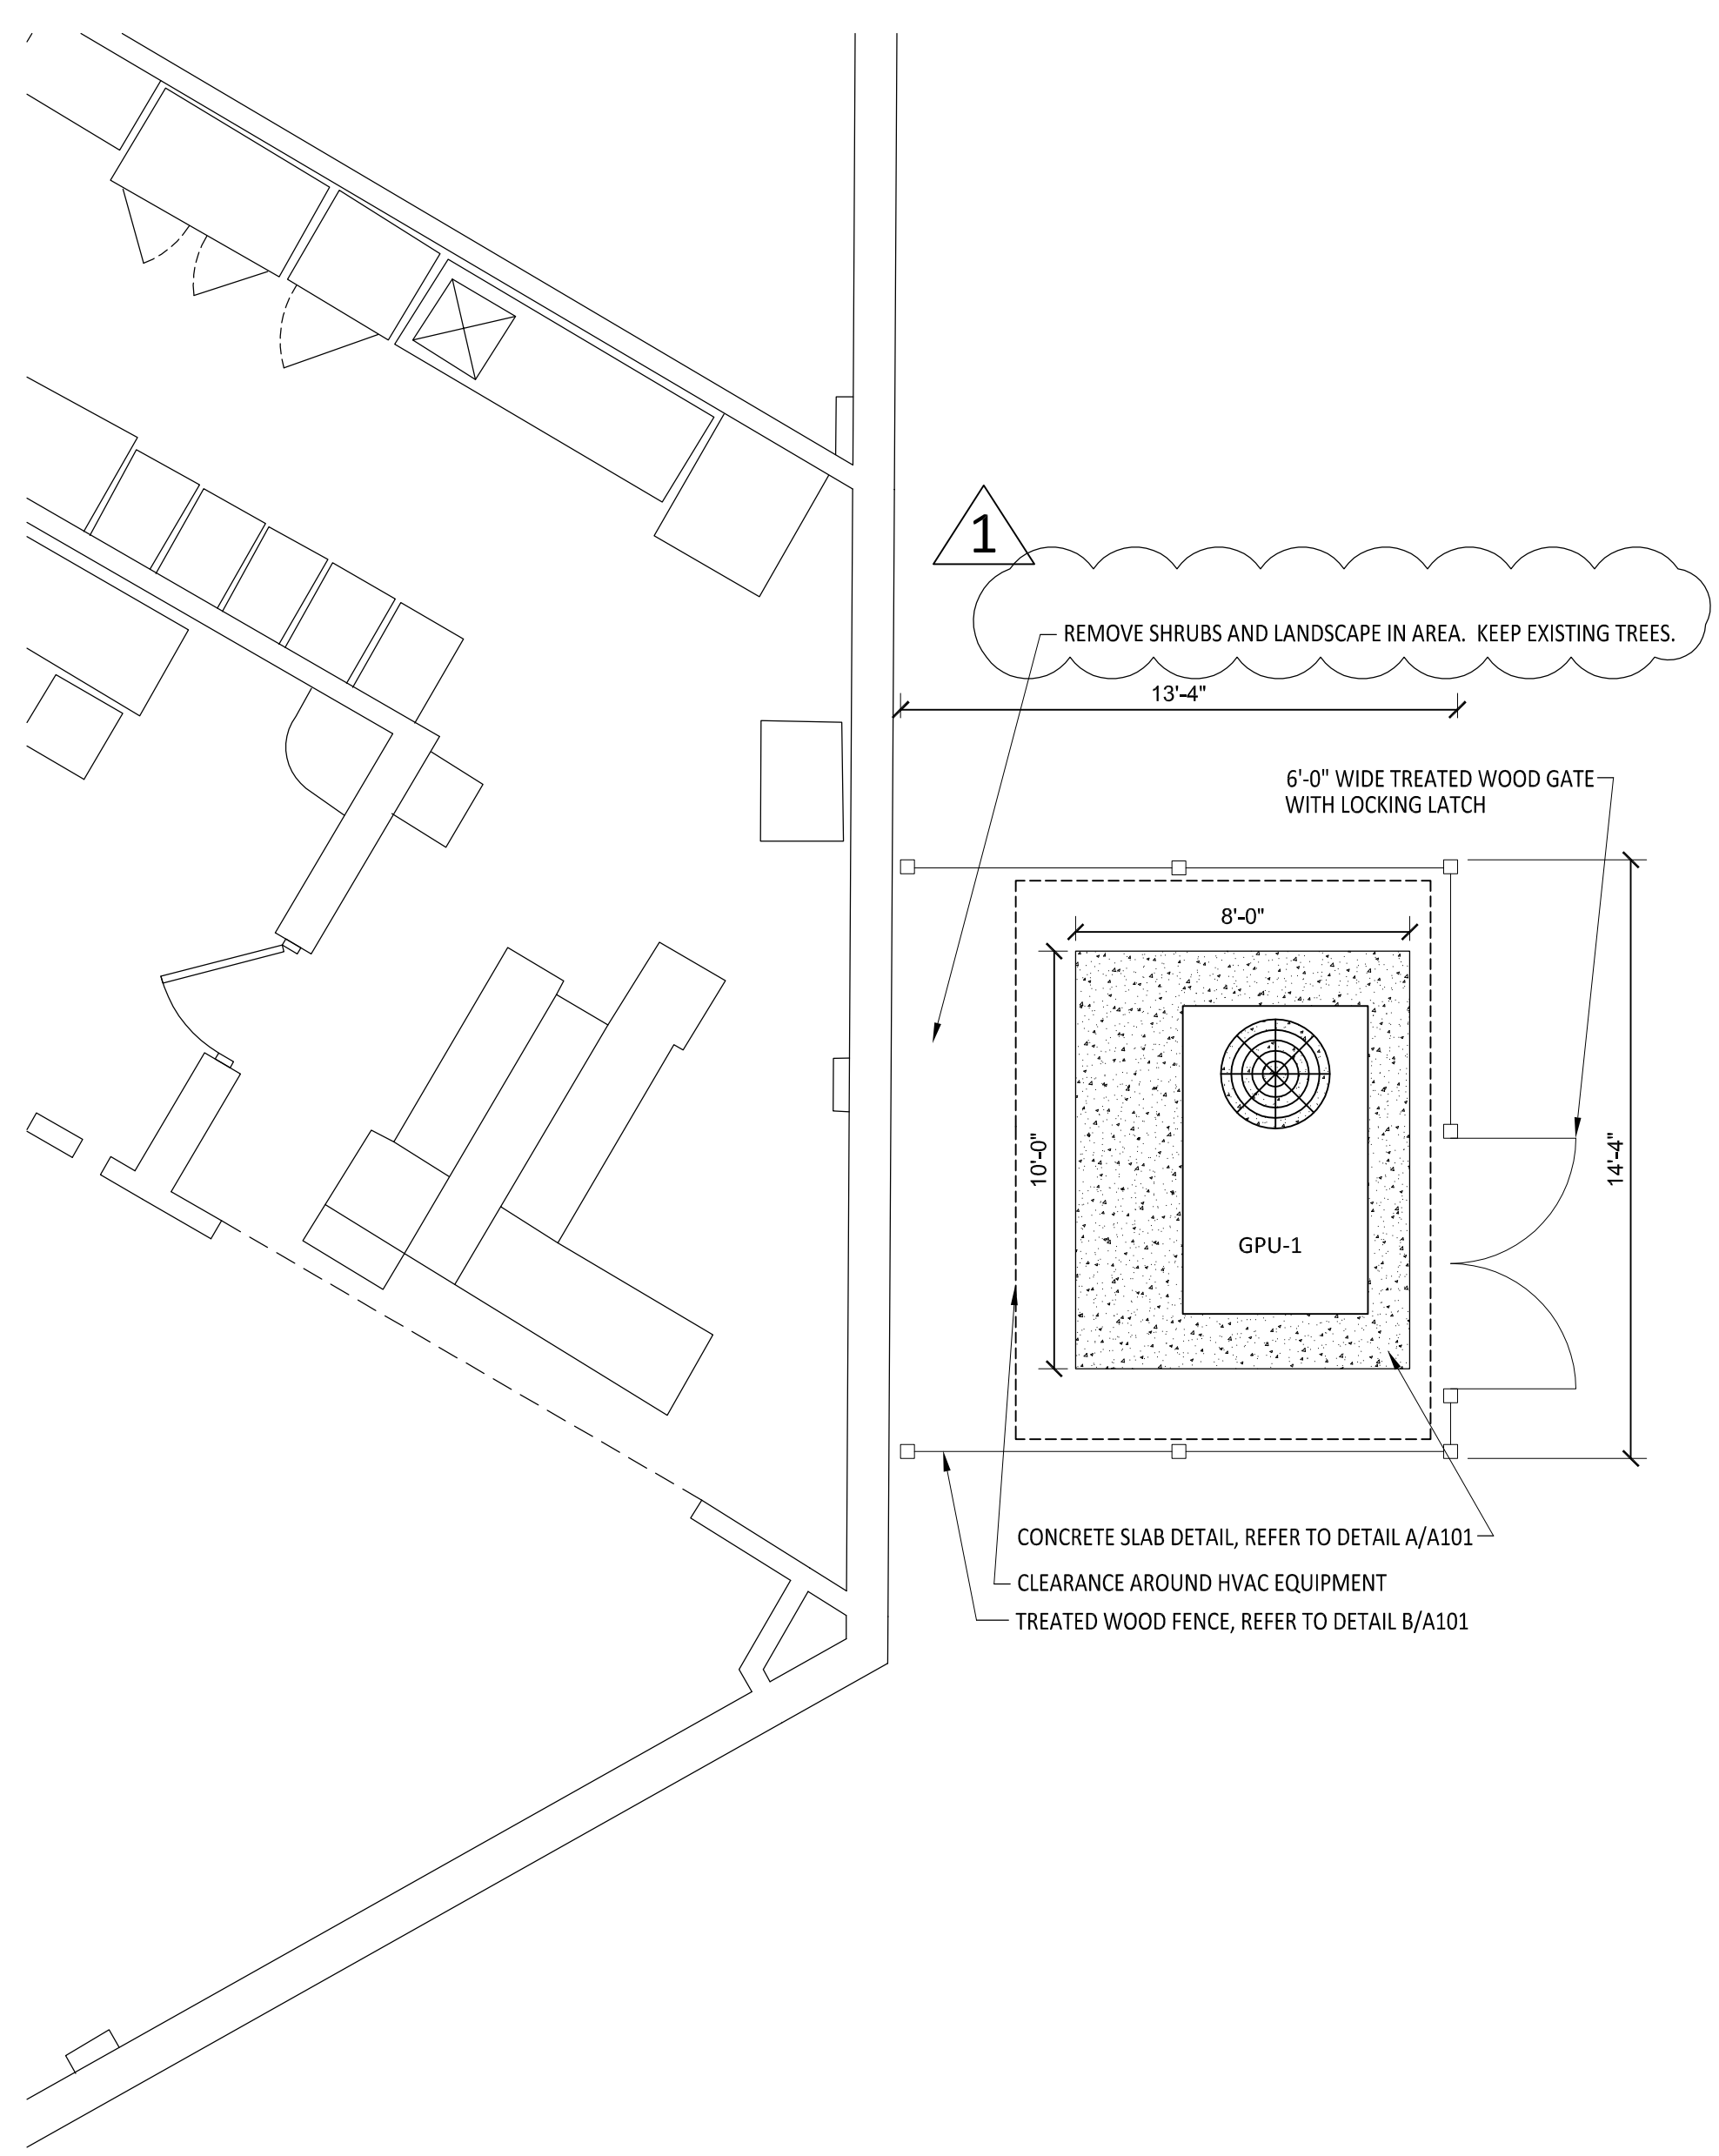 1
REMOVE SHRUBS AND LANDSCAPE IN AREA.  KEEP EXISTING TREES.
13'-4"
6'-0" WIDE TREATED WOOD GATE
WITH LOCKING LATCH
8'-0"
10'-0"
14'-4"
GPU-1
CONCRETE SLAB DETAIL, REFER TO DETAIL A/A101
CLEARANCE AROUND HVAC EQUIPMENT
TREATED WOOD FENCE, REFER TO DETAIL B/A101